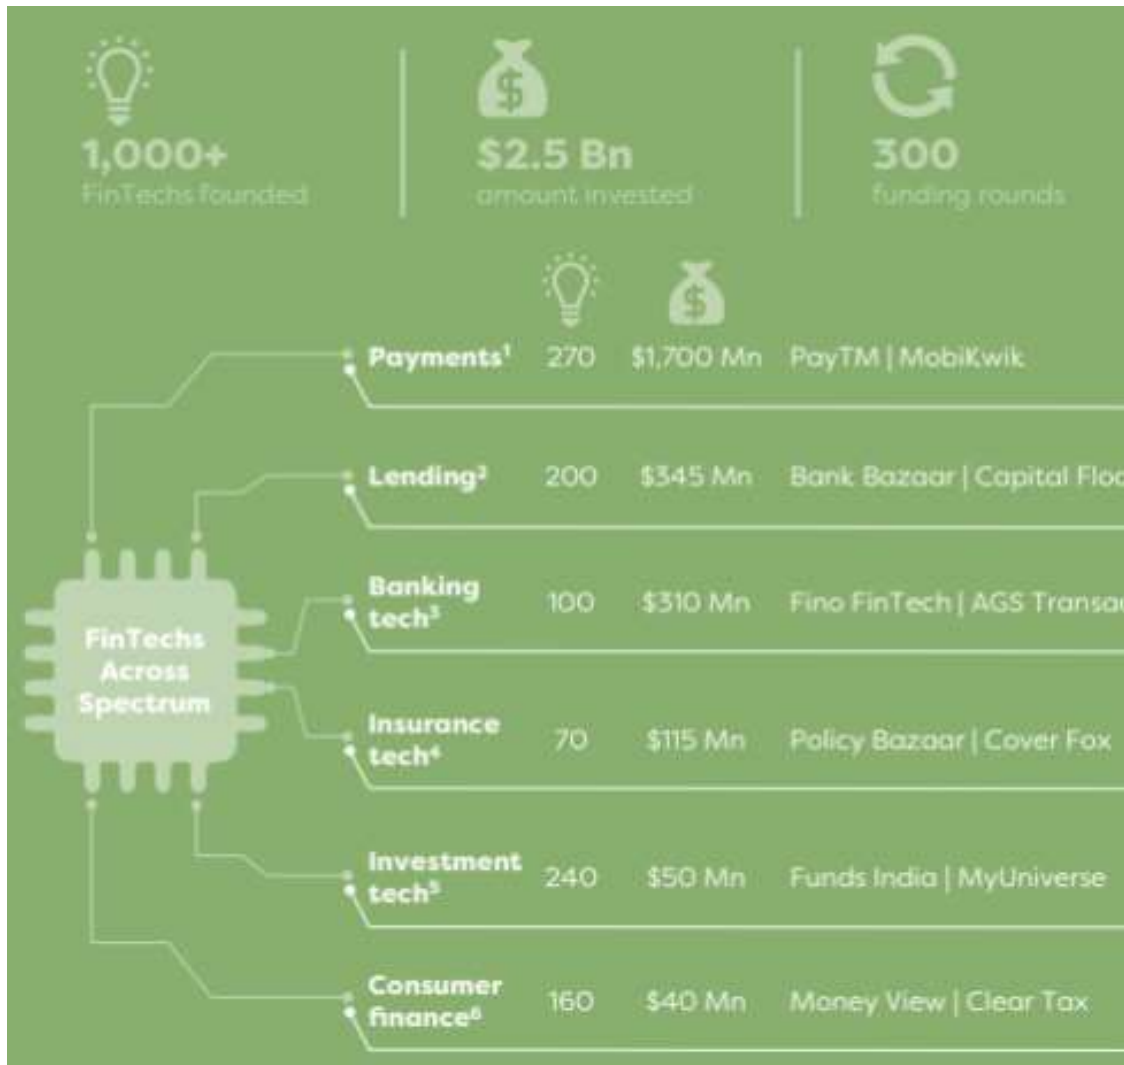 1,000+
FinTechs founded
$2.5 Bn
amount invested
300
funding rounds
Payments¹ 270 $1,700 Mn PayTM | MobiKwik
Lending² 200 $345 Mn Bank Bazaar | Capital
Banking
tech³ 100 $310 Mn Fino FinTech | AGS
Insurance
tech⁴ 70 $115 Mn Policy Bazaar | Cover Fox
Investment
tech⁵ 240 $50 Mn Funds India | MyUniverse
Consumer
finance⁶ 160 $40 Mn Money View | Clear Tax
FinTechs
Across
Spectrum